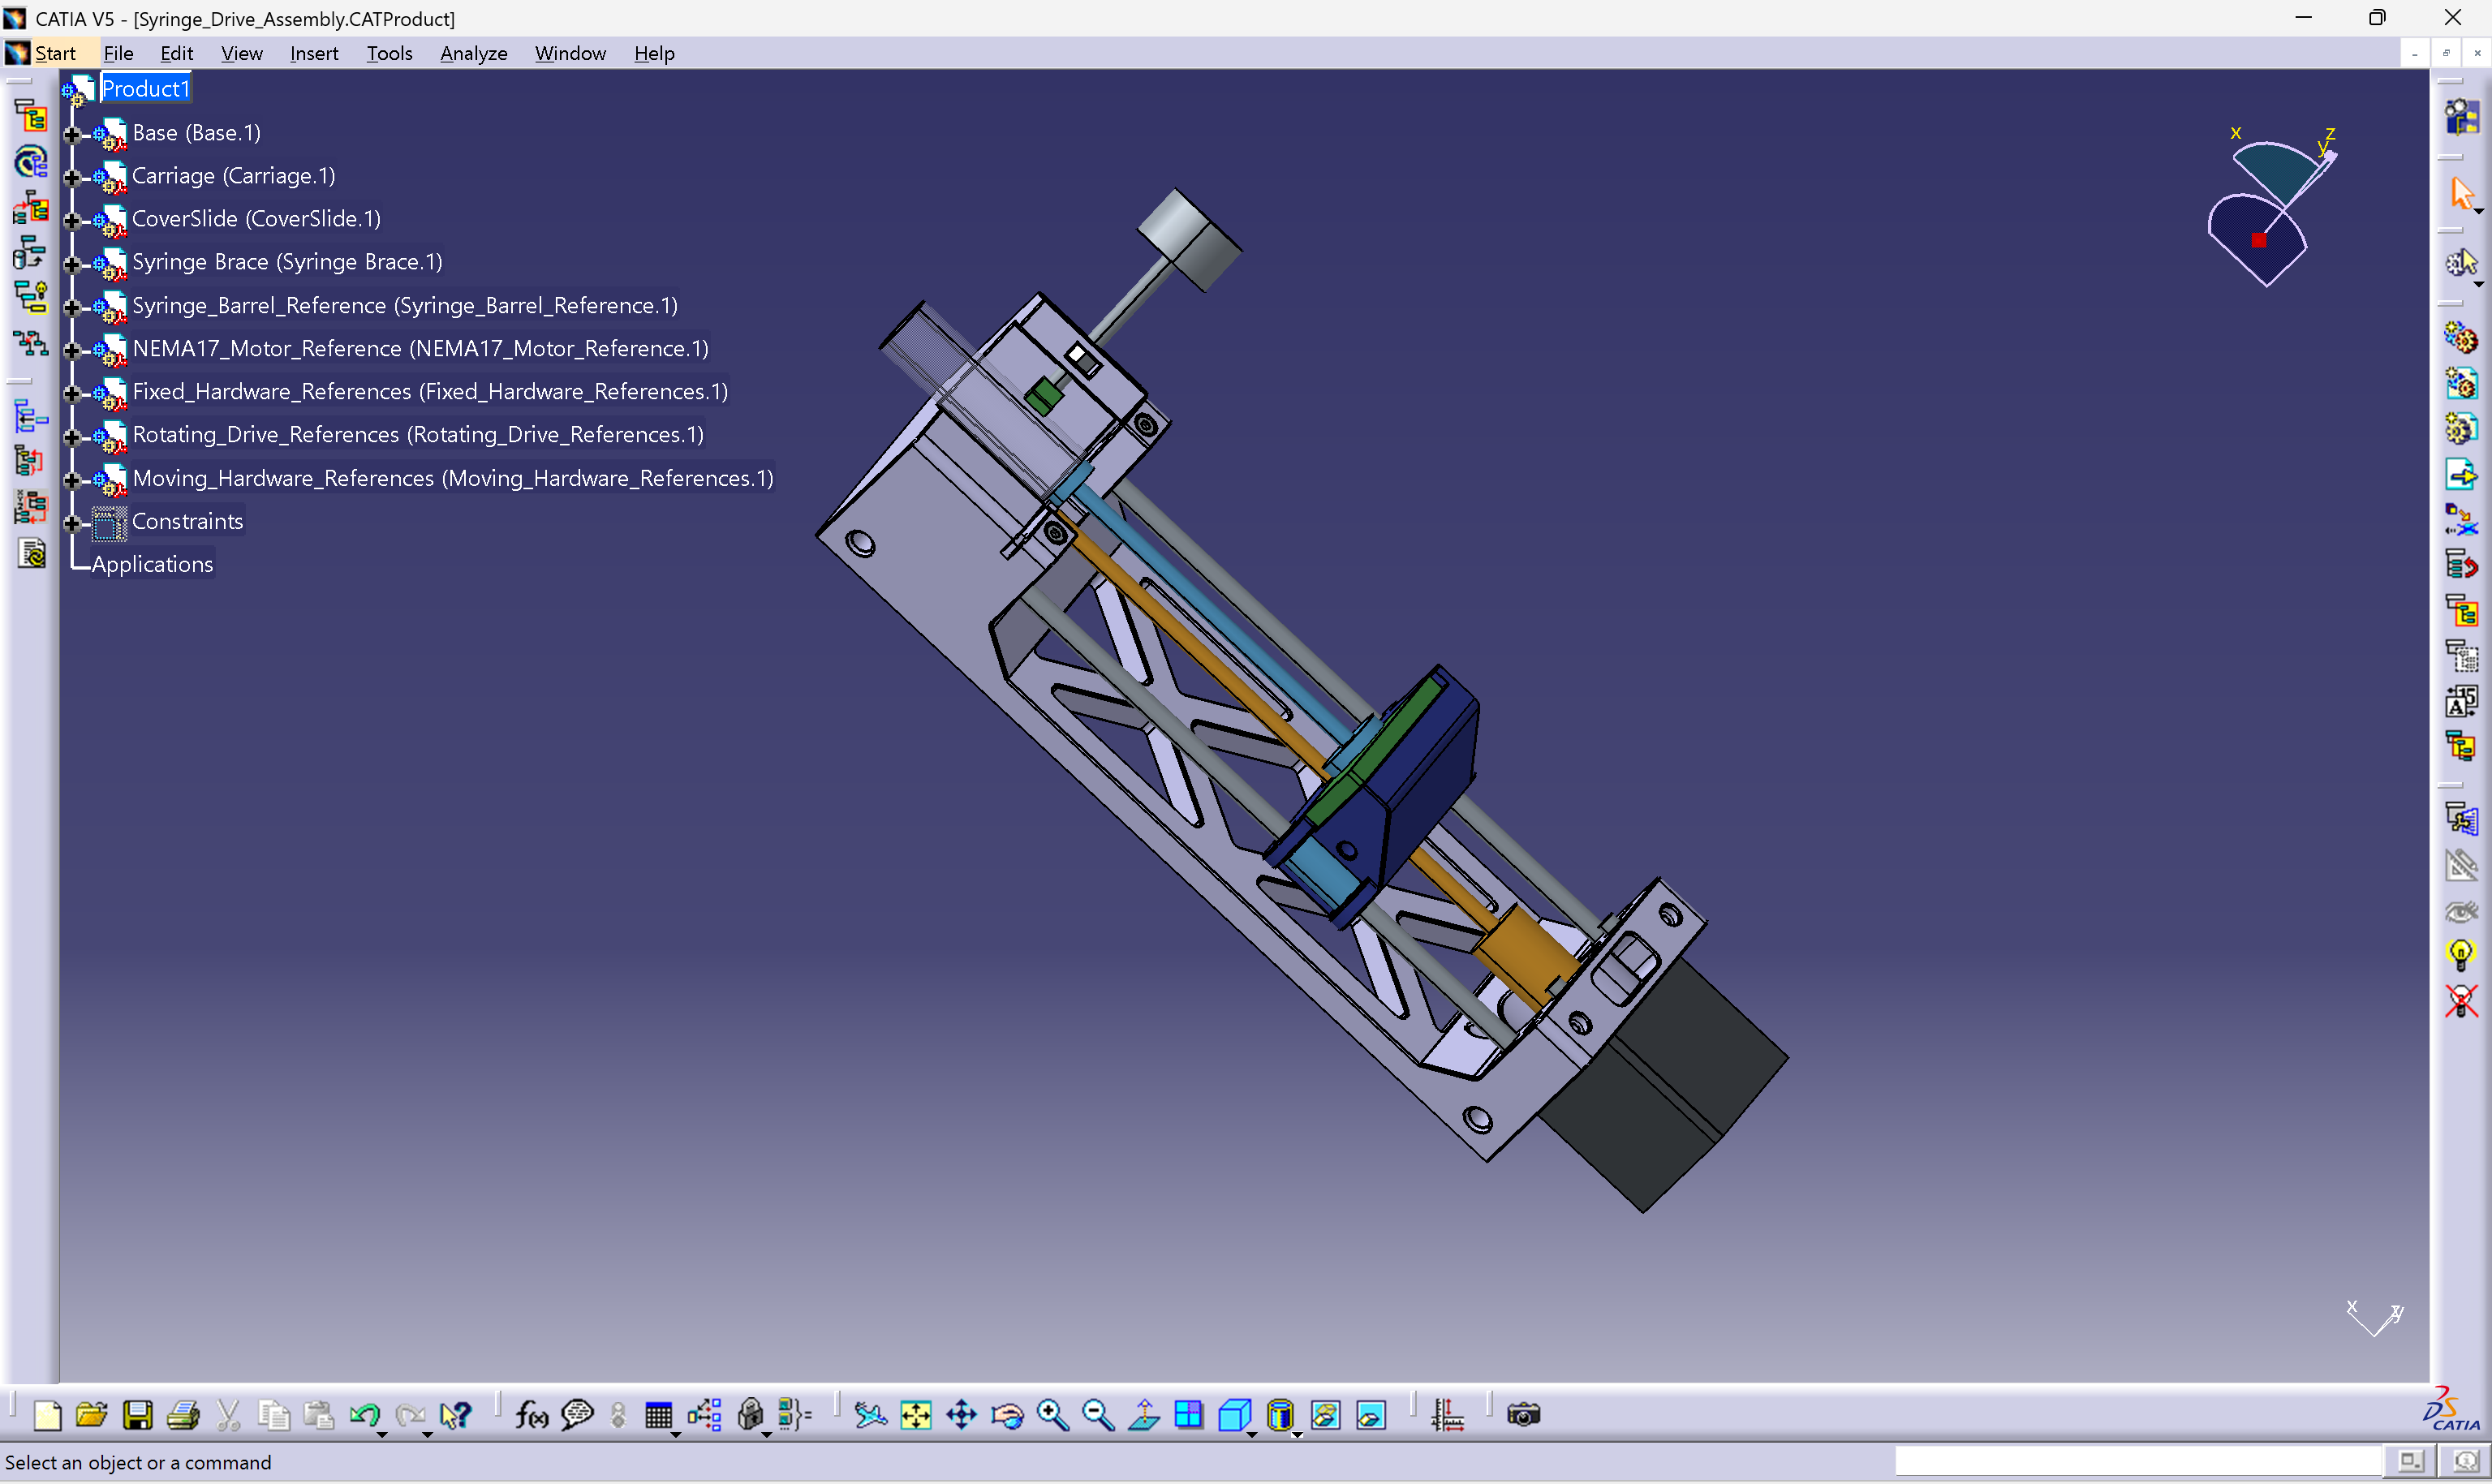 CATIA V5 - [Syringe_Drive_Assembly.CATProduct]
Start File Edit View Insert Tools Analyze Window Help
Product1
Base (Base.1)
Carriage (Carriage.1)
CoverSlide (CoverSlide.1)
Syringe Brace (Syringe Brace.1)
Syringe_Barrel_Reference (Syringe_Barrel_Reference.1)
NEMA17_Motor_Reference (NEMA17_Motor_Reference.1)
Fixed_Hardware_References (Fixed_Hardware_References.1)
Rotating_Drive_References (Rotating_Drive_References.1)
Moving_Hardware_References (Moving_Hardware_References.1)
Constraints
Applications
x
z
y
x
y
f(x)
CATIA
Select an object or a command